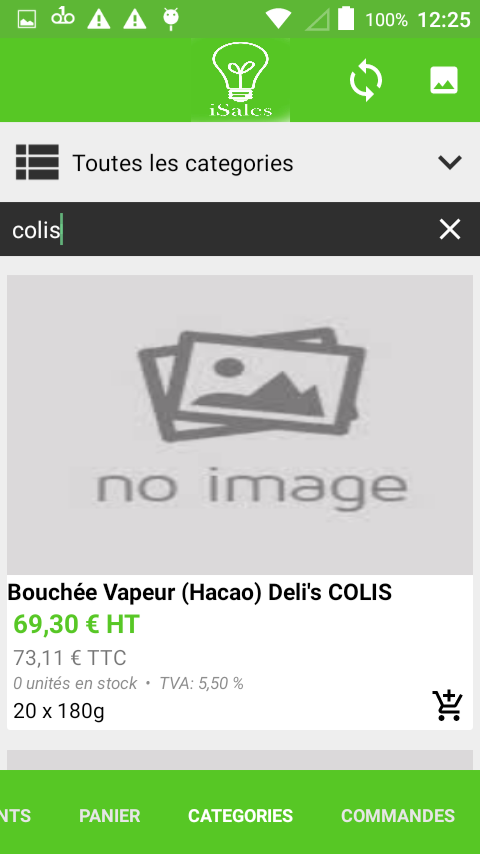 100% 12:25
iSales
Toutes les categories
colis
no image
Bouchée Vapeur (Hacao) Deli's COLIS
69,30 € HT
73,11 € TTC
0 unités en stock • TVA: 5,50 %
20 x 180g
NTS PANIER CATEGORIES COMMANDES